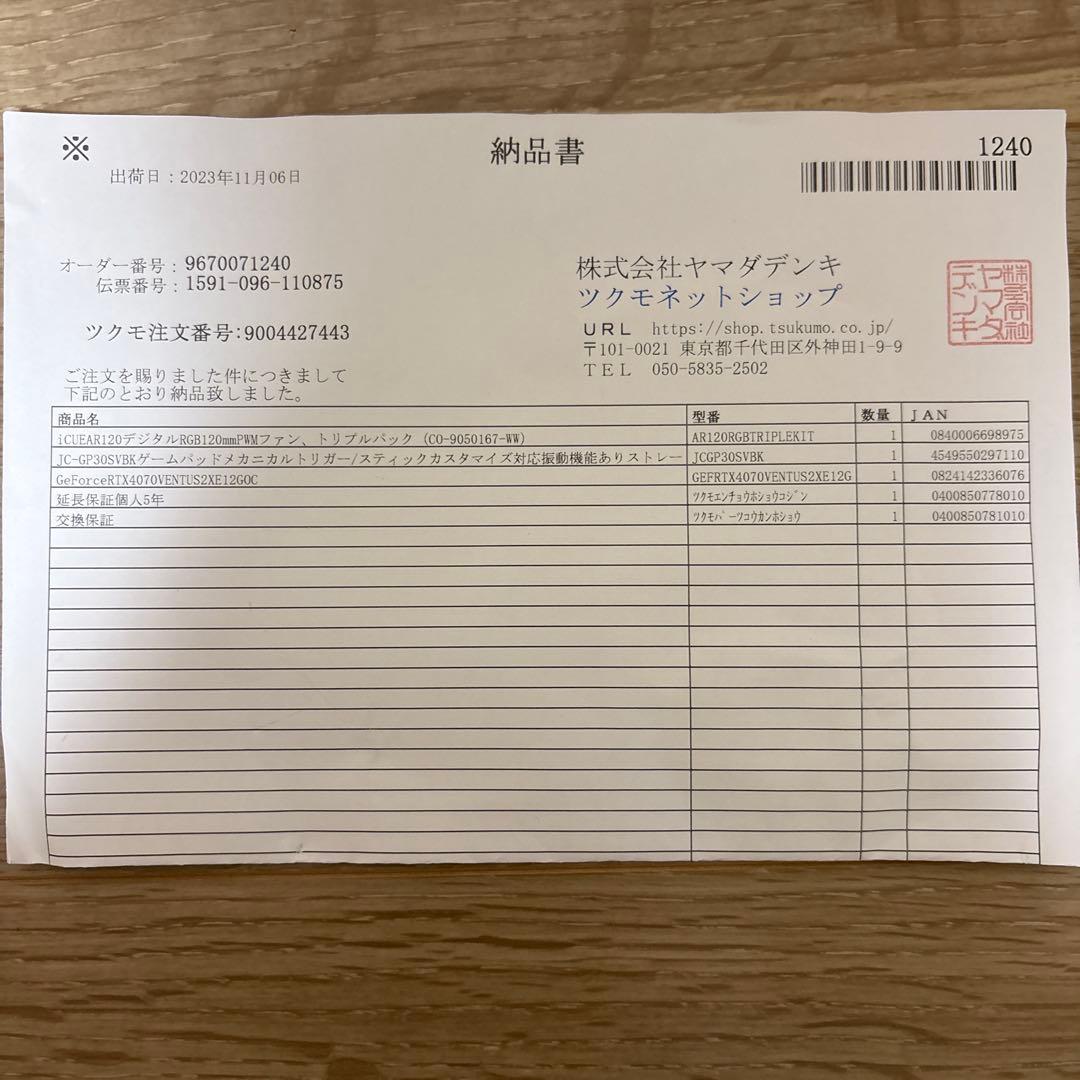 ※
納品書
1240
出荷日：2023年11月06日
オーダー番号：9670071240
伝票番号：1591-096-110875
ツクモ注文番号：9004427443
ご注文を賜りました件につきまして
下記のとおり納品致しました。
株式会社ヤマダデンキ
ツクモネットショップ
URL https://shop.tsukumo.co.jp/
〒101-0021 東京都千代田区外神田1-9-9
TEL 050-5835-2502
株式会社ヤマダデンキ
商品名 型番 数量 JAN
iCUEAR120デジタルRGB120mmPWMファン、トリプルパック（CO-9050167-WW） AR120RGBTRIPLEKIT 1 0840006698975
JC-GP30SVBKゲームパッドメカニカルトリガー/スティックカスタマイズ対応振動機能ありストレー JCGP30SVBK 1 4549550297110
GeForceRTX4070VENTUS2XE12GOC GEFRTX4070VENTUS2XE12G 1 0824142336076
延長保証個人5年 ﾂｸﾓｴﾝﾁｮｳﾎｼｮｳｺｼﾞﾝ 1 0400850778010
交換保証 ﾂｸﾓﾊﾟｰﾂｺｳｶﾝﾎｼｮｳ 1 0400850781010